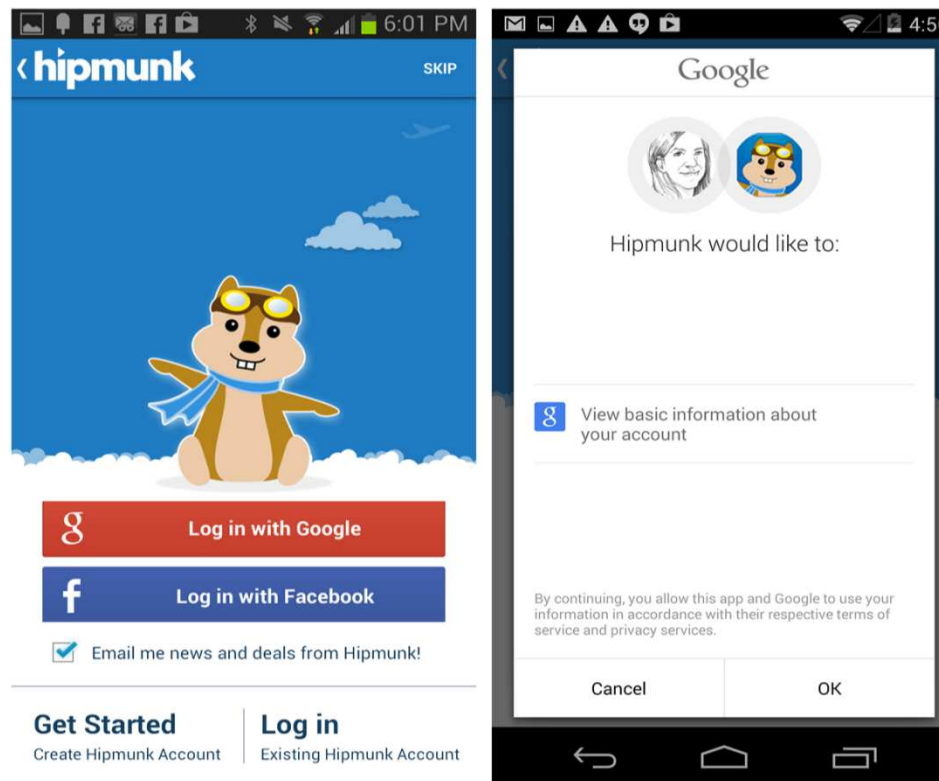 6:01 PM
hipmunk
SKIP
Log in with Google
Log in with Facebook
Email me news and deals from Hipmunk!
Get Started
Create Hipmunk Account
Log in
Existing Hipmunk Account
4:5
Google
Hipmunk would like to:
g
View basic information about
your account
By continuing, you allow this app and Google to use your
information in accordance with their respective terms of
service and privacy services.
Cancel
OK